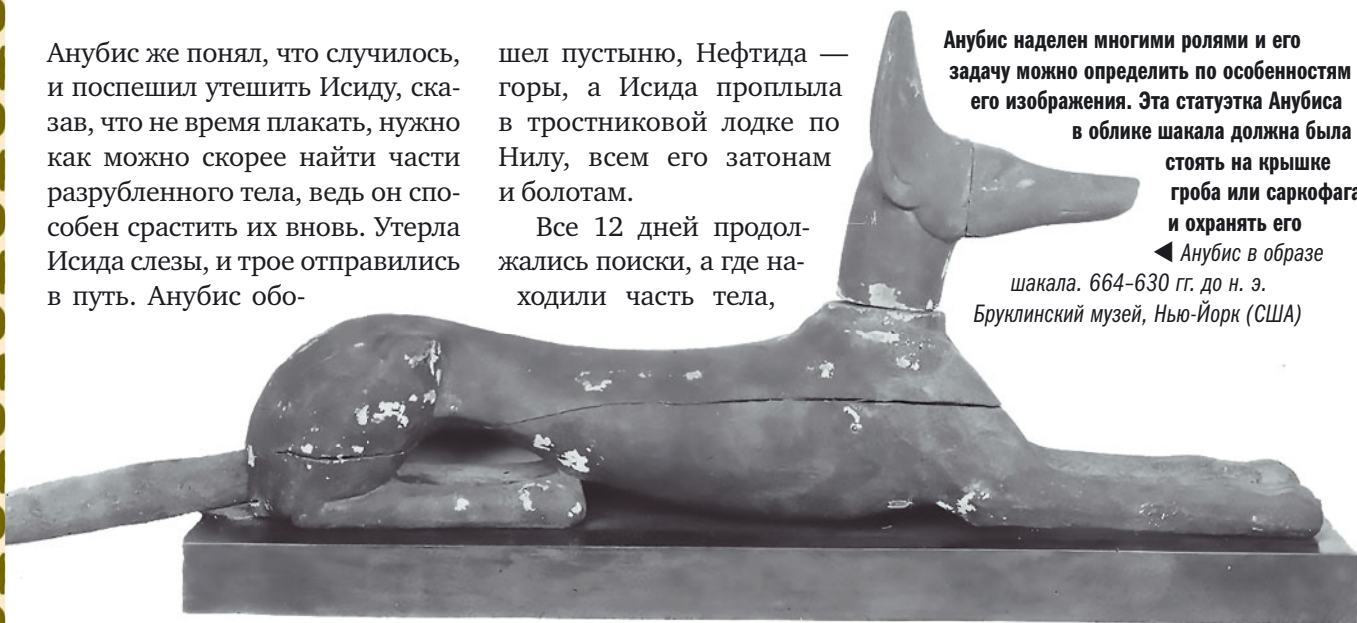 Анубис же понял, что случилось,
и поспешил утешить Исиду, ска-
зав, что не время плакать, нужно
как можно скорее найти части
разрубленного тела, ведь он спо-
собен срастить их вновь. Утерла
Исида слезы, и трое отправились
в путь. Анубис обо-
шел пустыню, Нефтида —
горы, а Исида проплыла
в тростниковой лодке по
Нилу, всем его затонам
и болотам.
Все 12 дней продол-
жались поиски, а где на-
ходили часть тела,
Анубис наделен многими ролями и его
задачу можно определить по особенностям
его изображения. Эта статуэтка Анубиса
в облике шакала должна была
стоять на крышке
гроба или саркофага
и охранять его
◀ Анубис в образе
шакала. 664–630 гг. до н. э.
Бруклинский музей, Нью-Йорк (США)